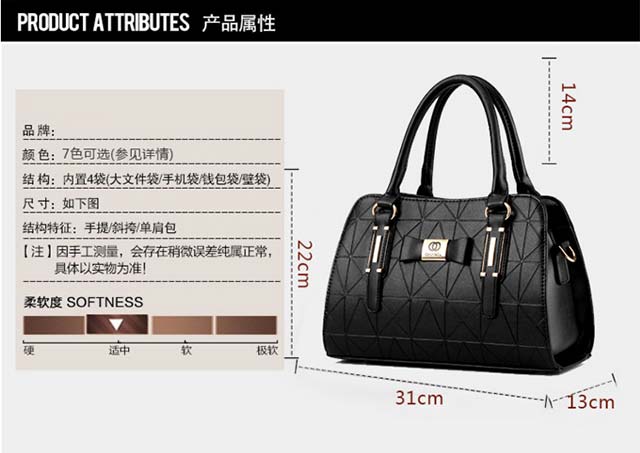 PRODUCT ATTRIBUTES 产品属性
品 牌:
颜 色: 7色可选(参见详情)
结 构: 内置4袋(大文件袋/手机袋/钱包袋/壁袋)
尺 寸: 如下图
结构特征: 手提/斜挎/单肩包
【注】因手工测量，会存在稍微误差纯属正常，
具体以实物为准！
柔软度 SOFTNESS
硬 适中 软 极软
14cm
22cm
31cm
13cm